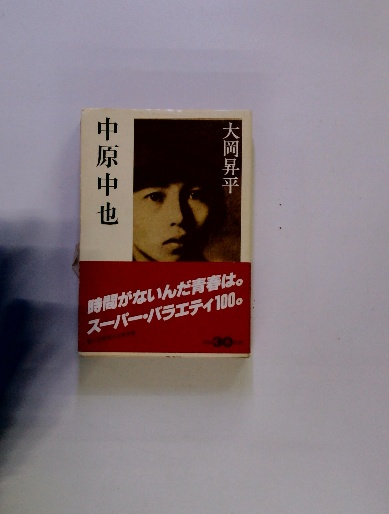 中原中也
大岡昇平
時間がないんだ青春は。
スーパー・バラエティ100。